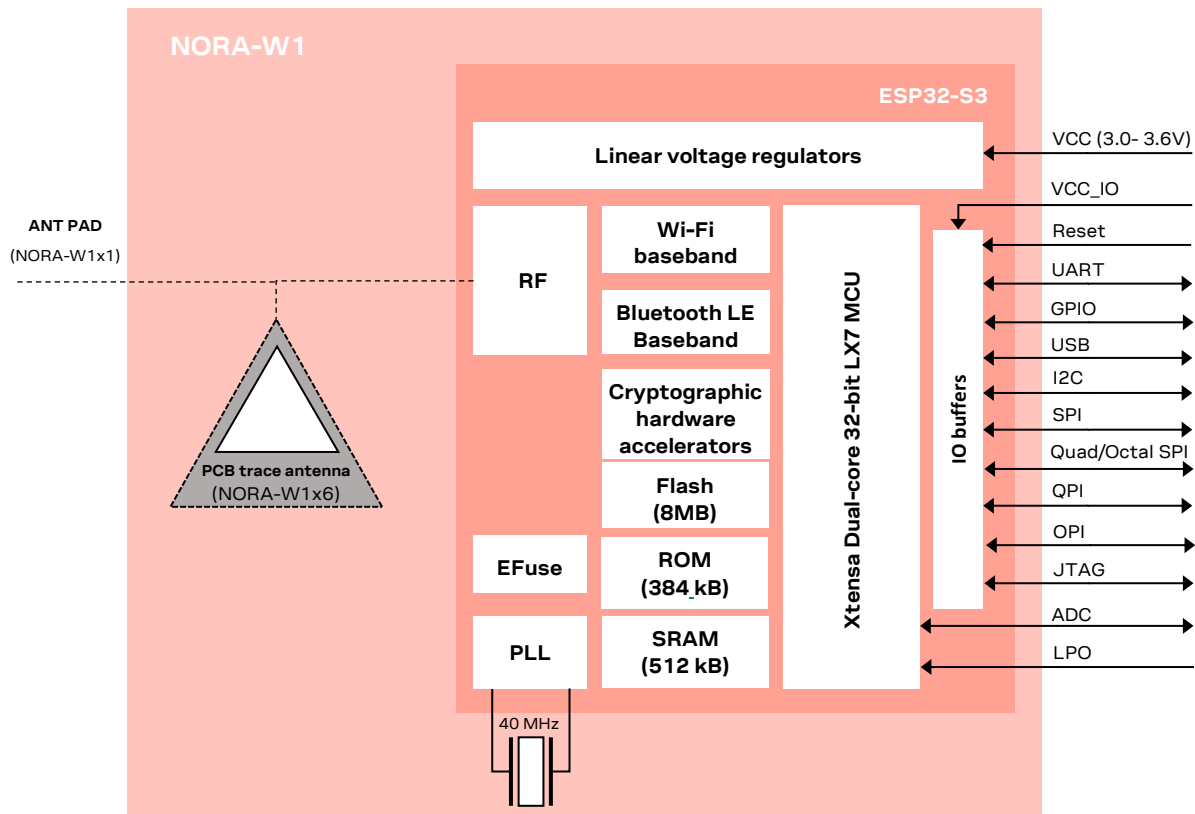 NORA-W1
ESP32-S3
Linear voltage regulators
VCC (3.0- 3.6V)
VCC_IO
ANT PAD
(NORA-W1x1)
RF
Wi-Fi
baseband
Bluetooth LE
Baseband
Cryptographic
hardware
accelerators
Flash
(8MB)
EFuse
ROM
(384 kB)
PLL
SRAM
(512 kB)
40 MHz
PCB trace antenna
(NORA-W1x6)
Xtensa Dual-core 32-bit LX7 MCU
IO buffers
Reset
UART
GPIO
USB
I2C
SPI
Quad/Octal SPI
QPI
OPI
JTAG
ADC
LPO